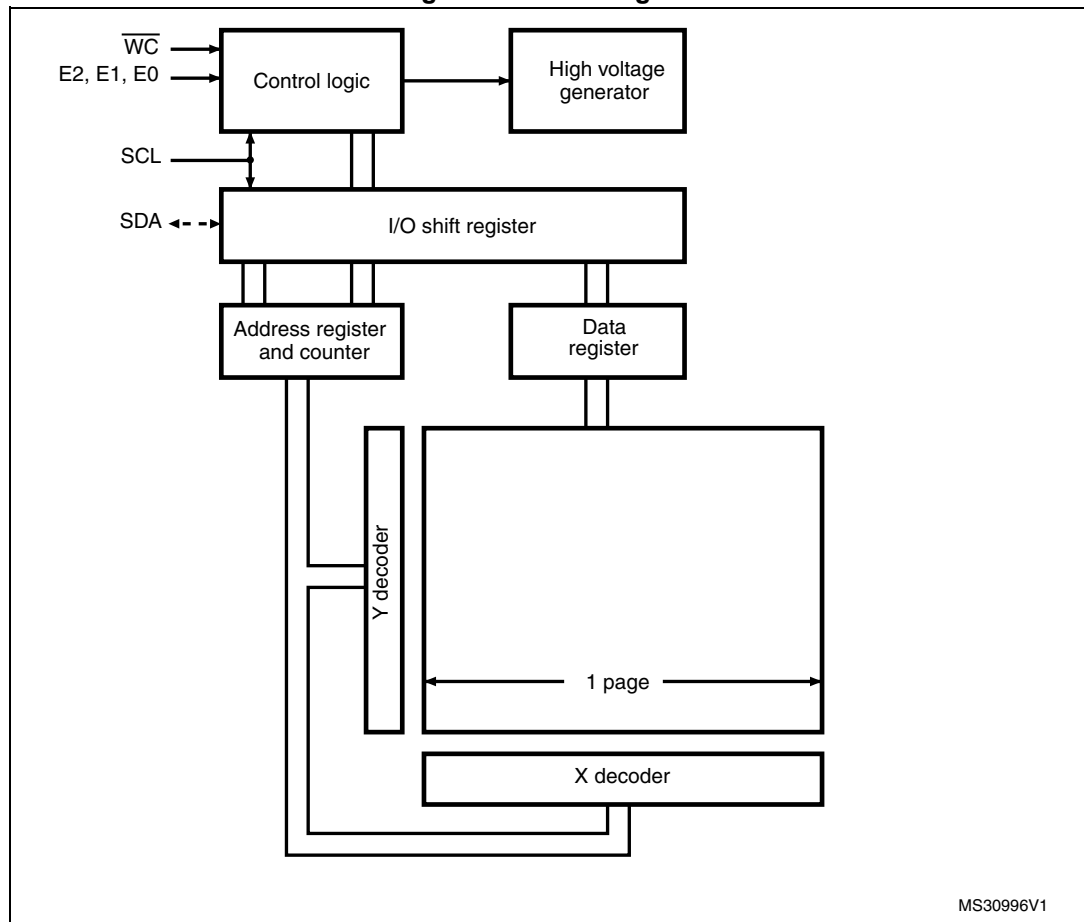 W̅C̅
E2, E1, E0
Control logic
High voltage
generator
SCL
SDA
I/O shift register
Address register
and counter
Data
register
Y decoder
1 page
X decoder
MS30996V1